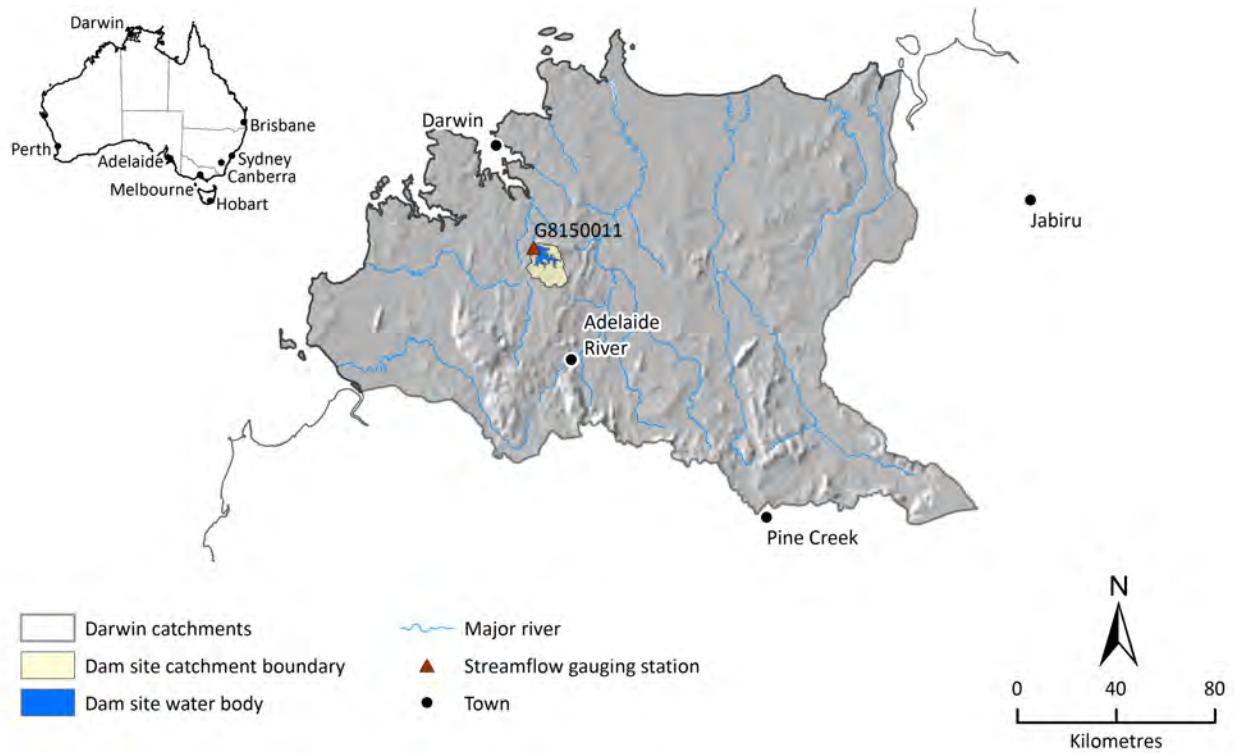 Darwin
Brisbane
Perth
Adelaide
Sydney
Canberra
Melbourne
Hobart
Darwin
Jabiru
G8150011
Adelaide
River
Pine Creek
Darwin catchments
Dam site catchment boundary
Dam site water body
Major river
Streamflow gauging station
Town
N
0 40 80
Kilometres